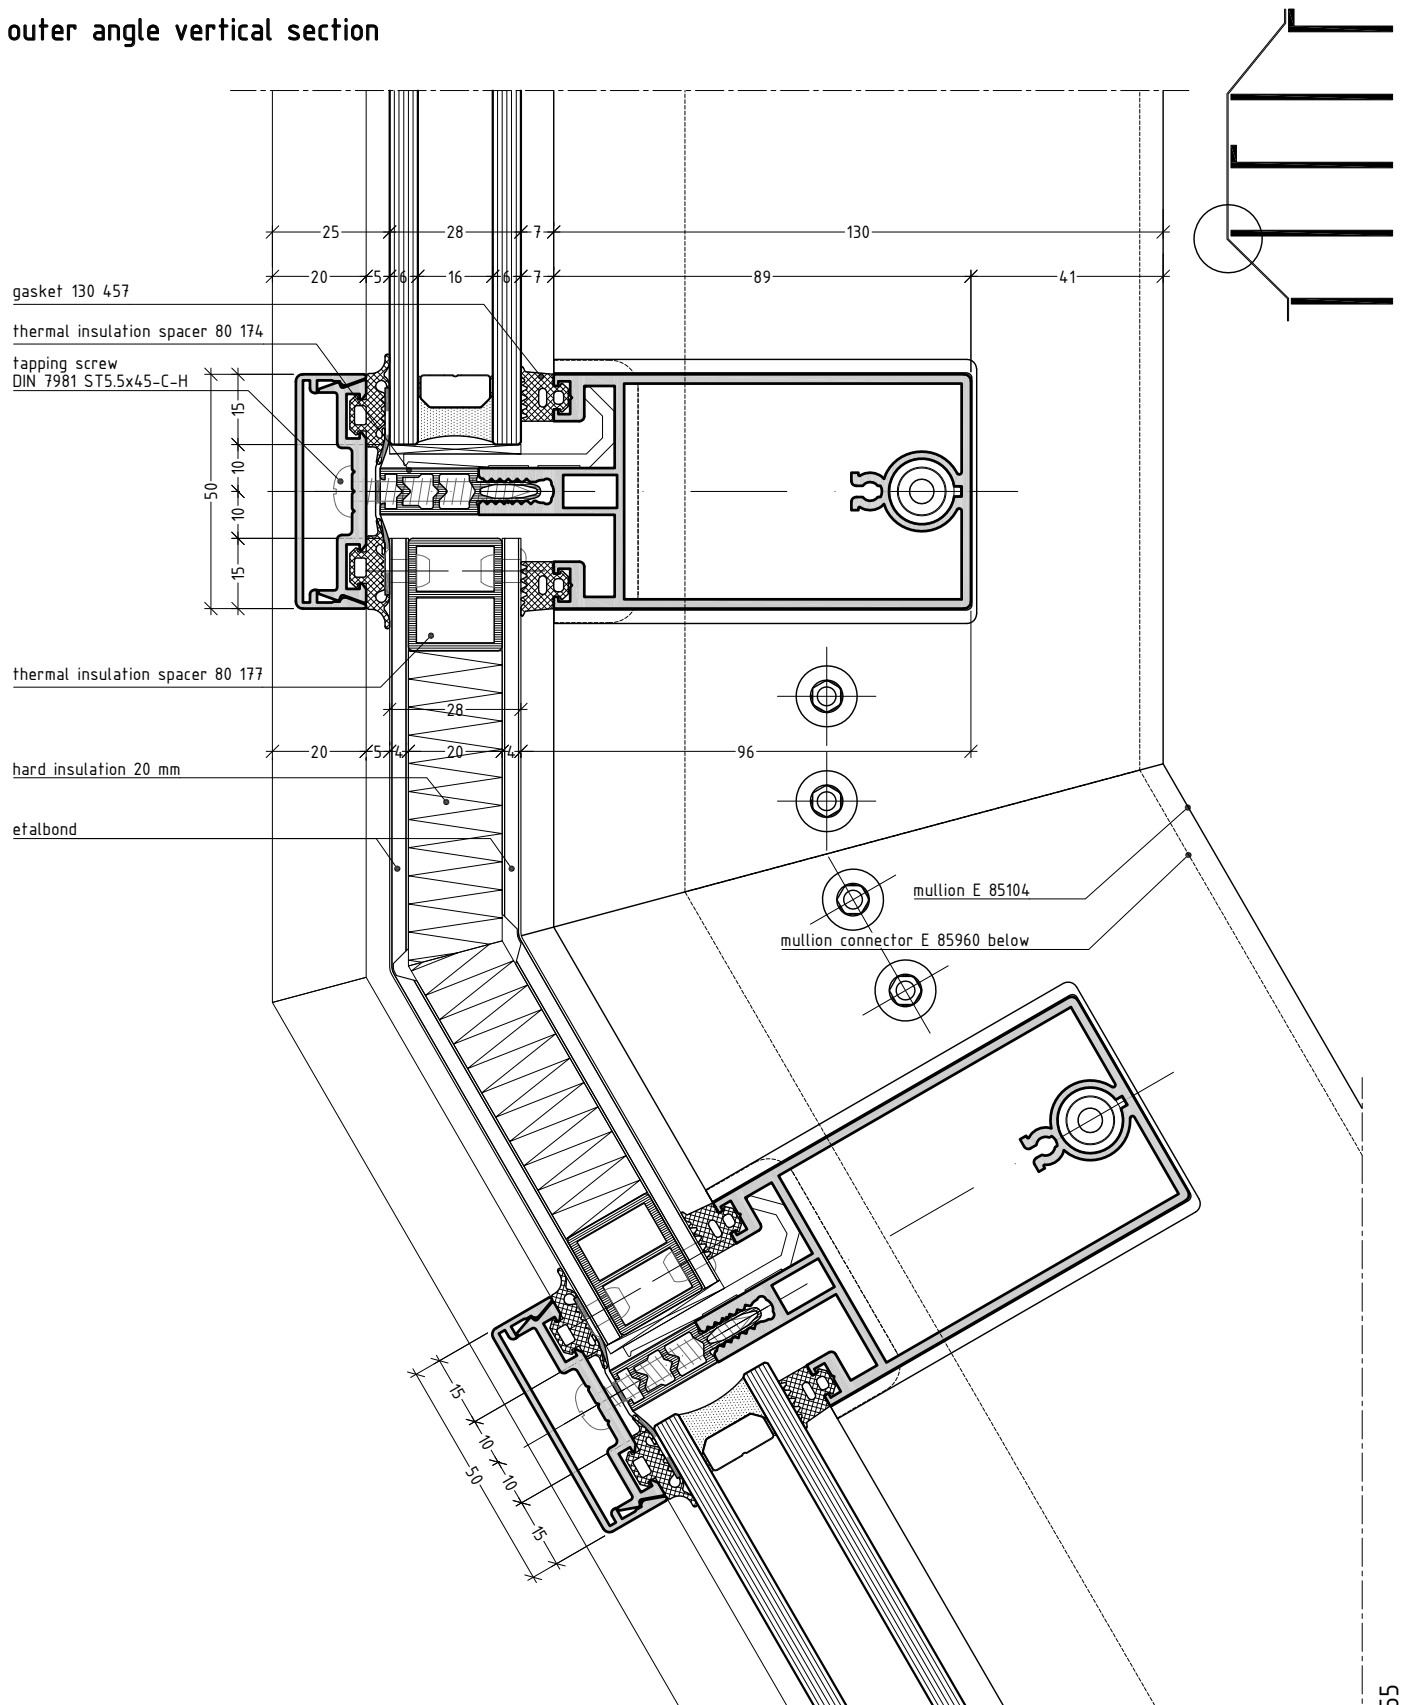 outer angle vertical section
25 28 7 130
20 5 6 16 6 7 89 41
gasket 130 457
thermal insulation spacer 80 174
tapping screw
DIN 7981 ST5.5x45-C-H
15
10
50
10
15
thermal insulation spacer 80 177
28
20 5 4 20 4 96
hard insulation 20 mm
etalbond
mullion E 85104
mullion connector E 85960 below
15
10
50
10
15
55